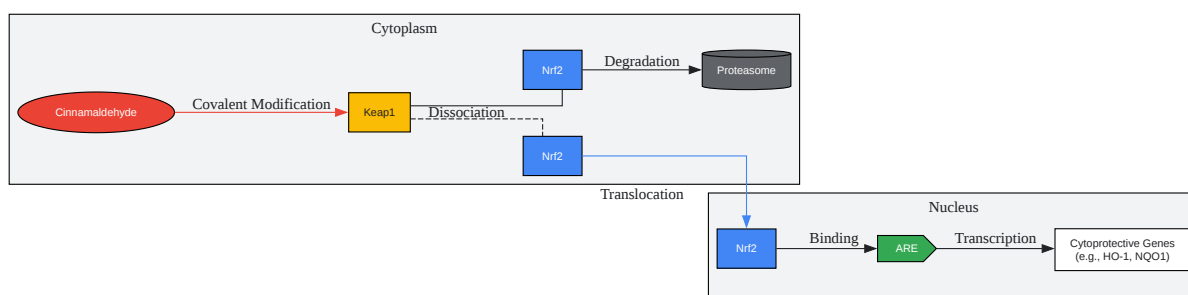 Cytoplasm
Nrf2
Degradation
Proteasome
Cinnamaldehyde
Covalent Modification
Keap1
Dissociation
Nrf2
Translocation
Nucleus
Nrf2
Binding
ARE
Transcription
Cytoprotective Genes
(e.g., HO-1, NQO1)